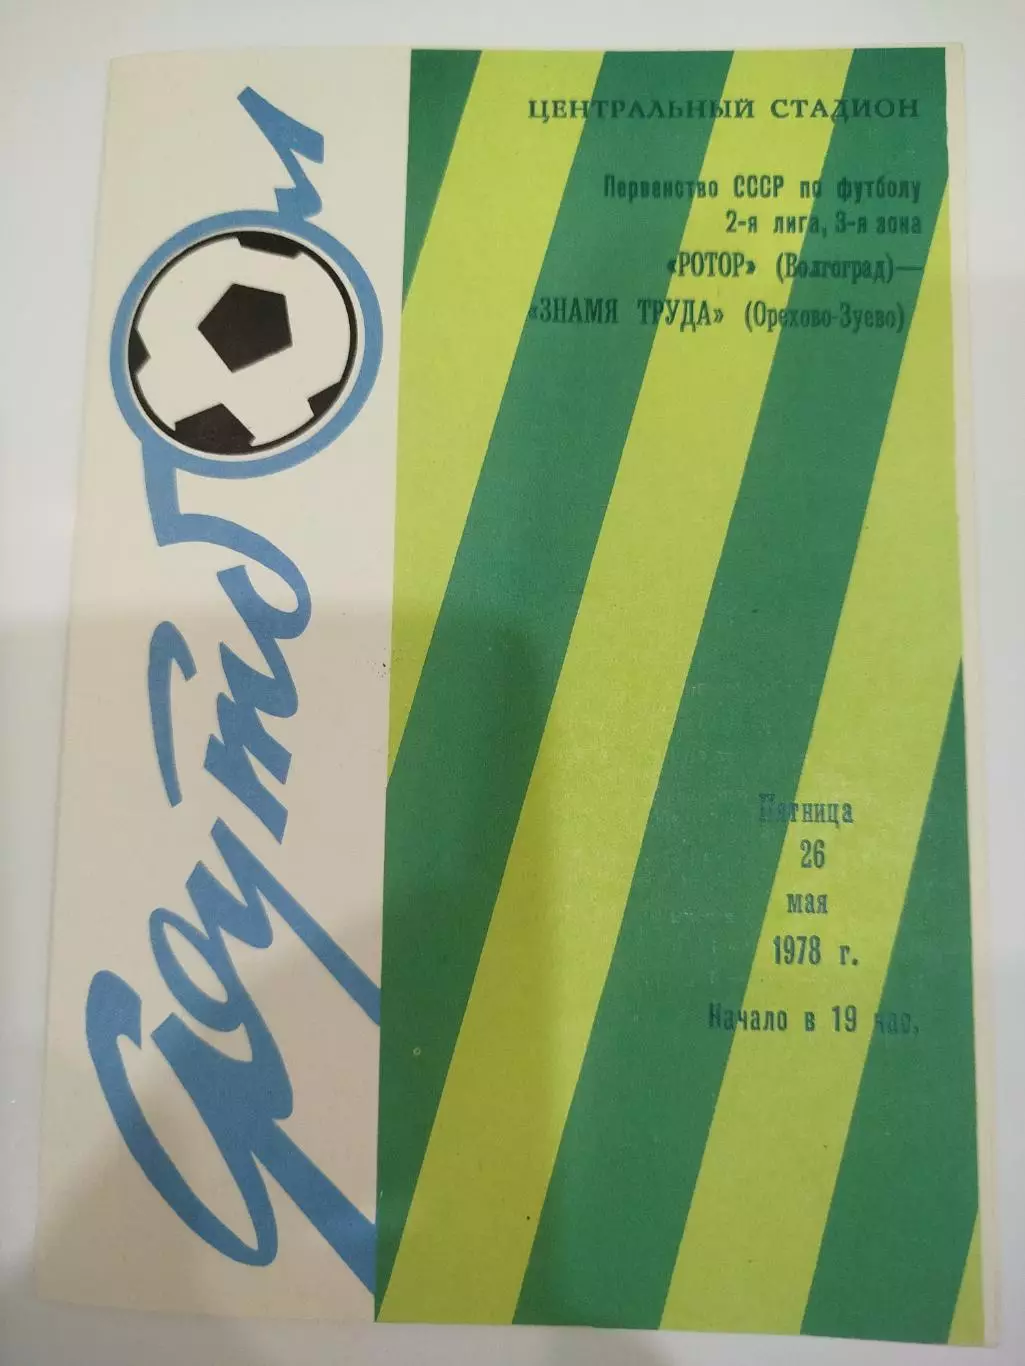 Футбол
ЦЕНТРАЛЬНЫЙ СТАДИОН
Первенство СССР по футболу
2-я лига, 3-я зона
«РОТОР» (Волгоград)—
«ЗНАМЯ ТРУДА» (Орехово-Зуево)
Пятница
26
мая
1978 г.
Начало в 19 час.